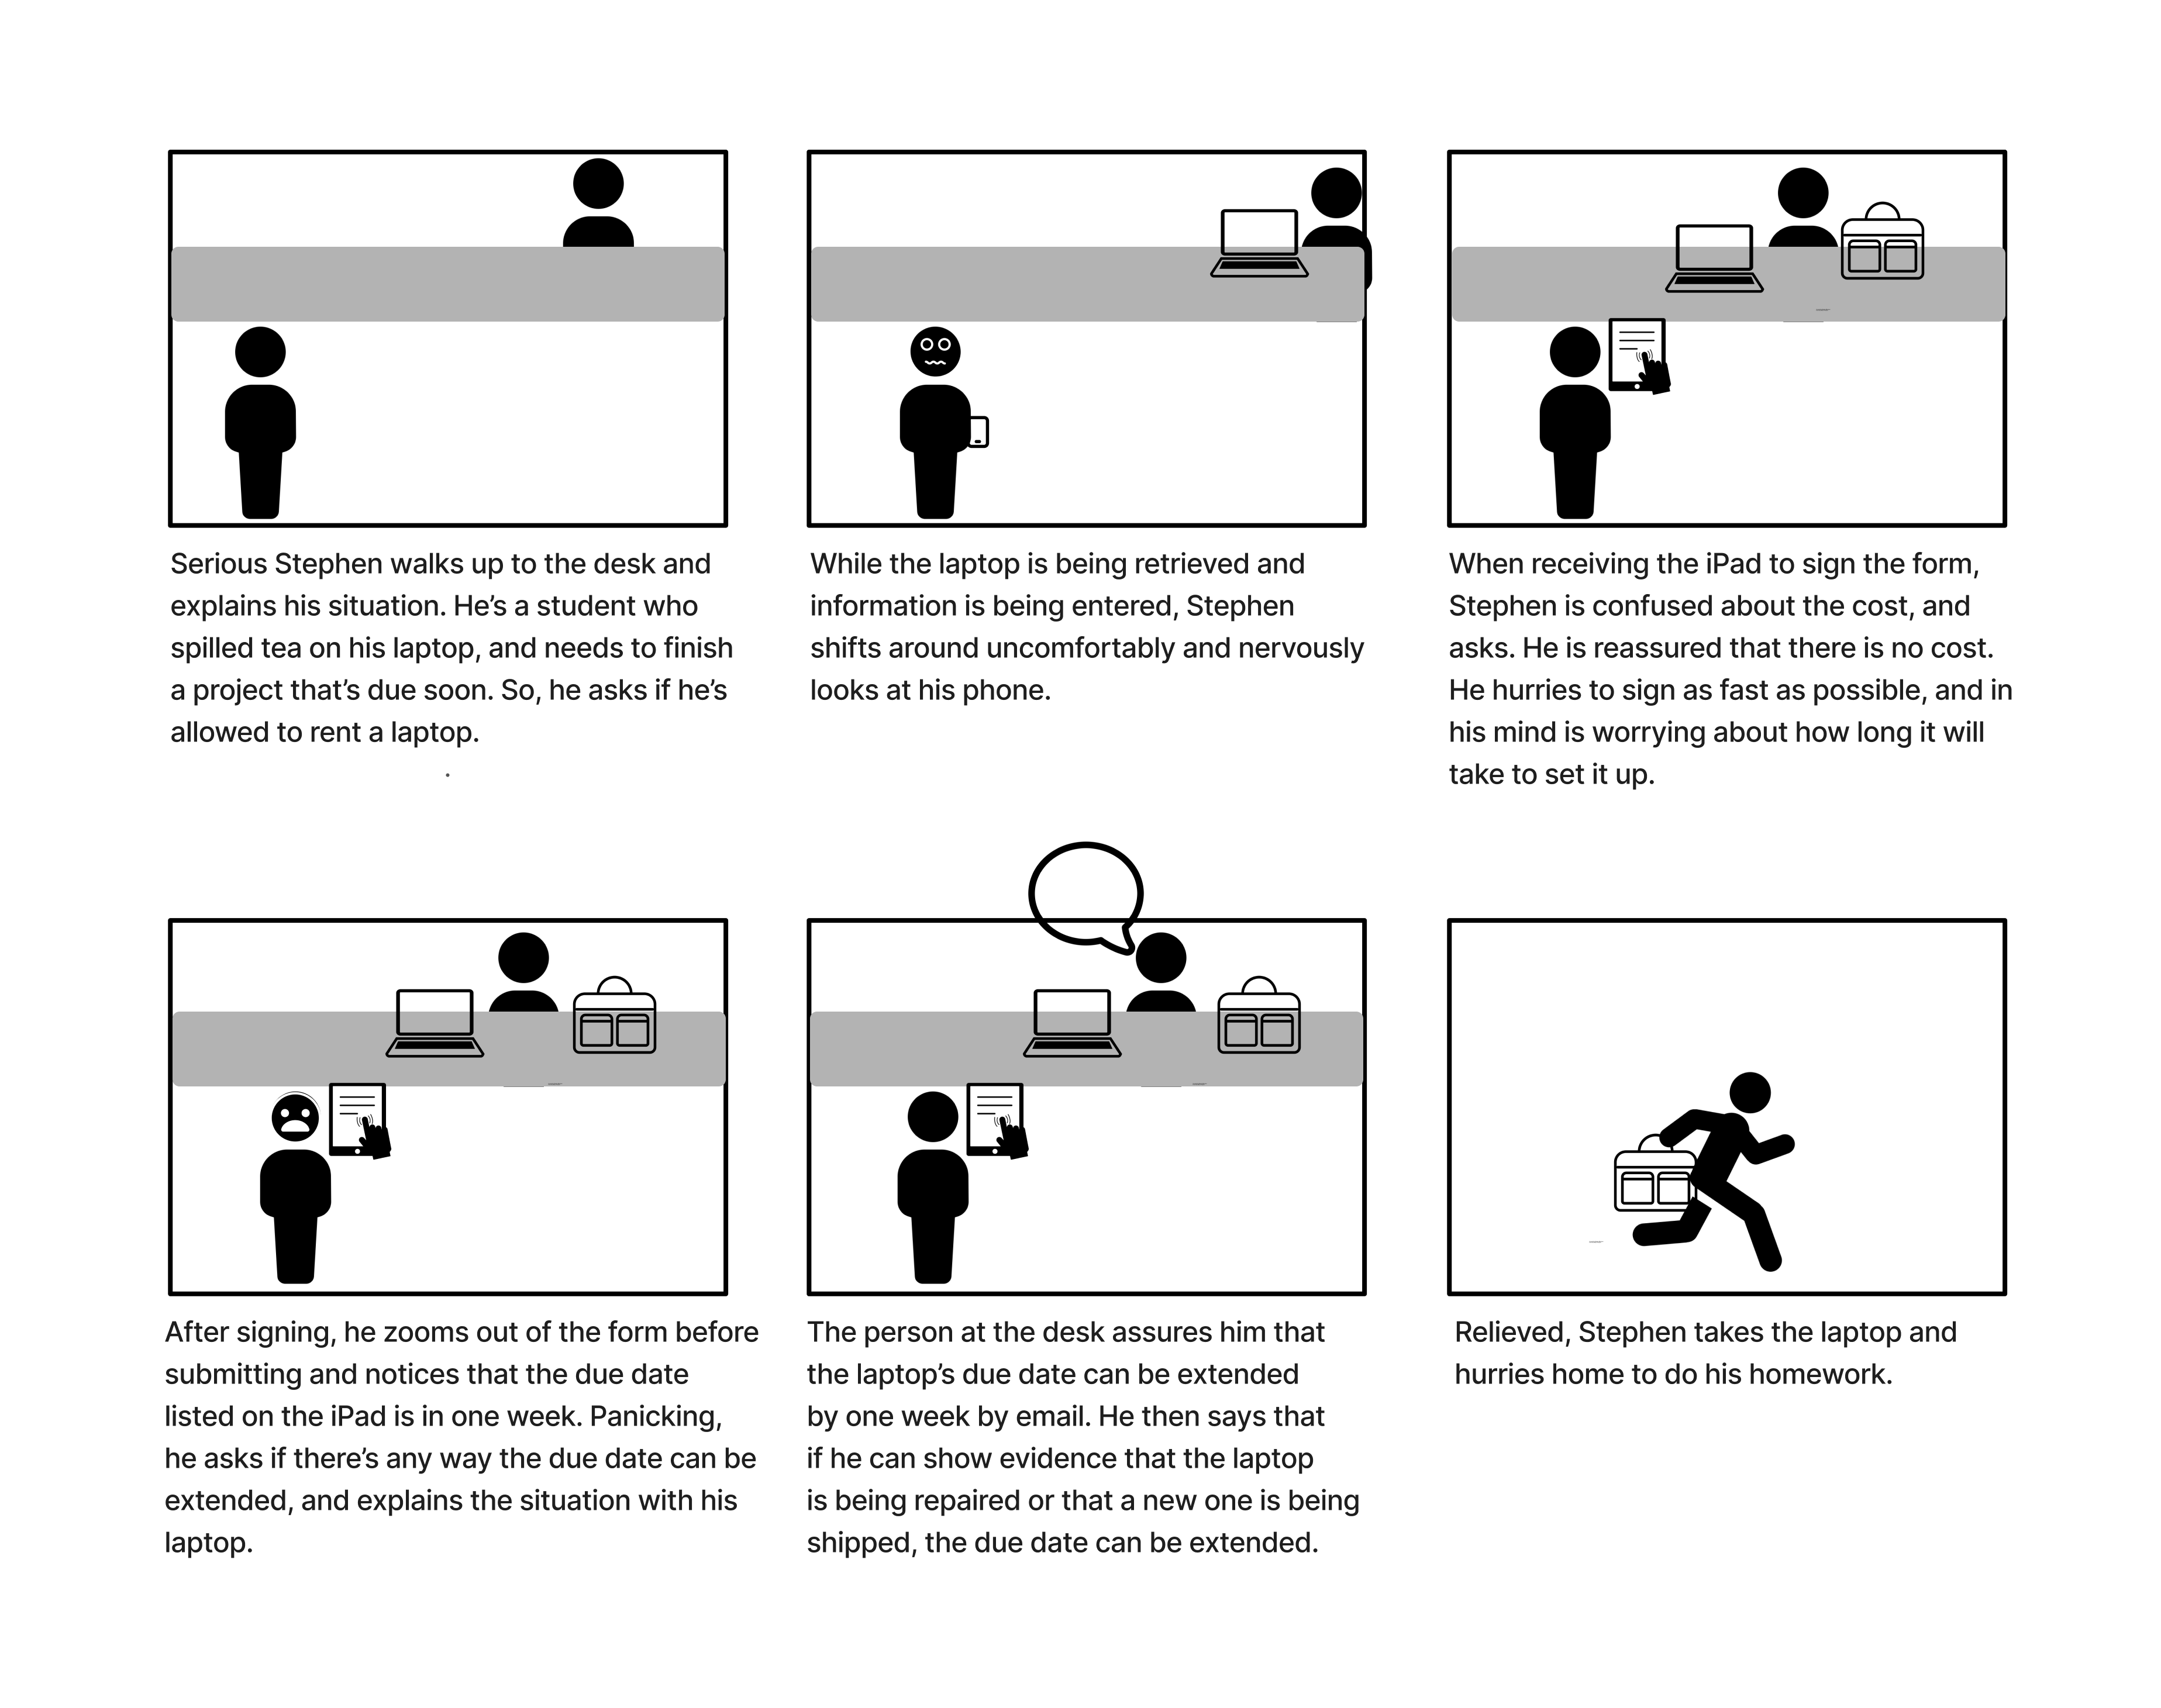 Serious Stephen walks up to the desk and
explains his situation. He’s a student who
spilled tea on his laptop, and needs to finish
a project that’s due soon. So, he asks if he’s
allowed to rent a laptop.
While the laptop is being retrieved and
information is being entered, Stephen
shifts around uncomfortably and nervously
looks at his phone.
When receiving the iPad to sign the form,
Stephen is confused about the cost, and
asks. He is reassured that there is no cost.
He hurries to sign as fast as possible, and in
his mind is worrying about how long it will
take to set it up.
After signing, he zooms out of the form before
submitting and notices that the due date
listed on the iPad is in one week. Panicking,
he asks if there’s any way the due date can be
extended, and explains the situation with his
laptop.
The person at the desk assures him that
the laptop’s due date can be extended
by one week by email. He then says that
if he can show evidence that the laptop
is being repaired or that a new one is being
shipped, the due date can be extended.
Relieved, Stephen takes the laptop and
hurries home to do his homework.